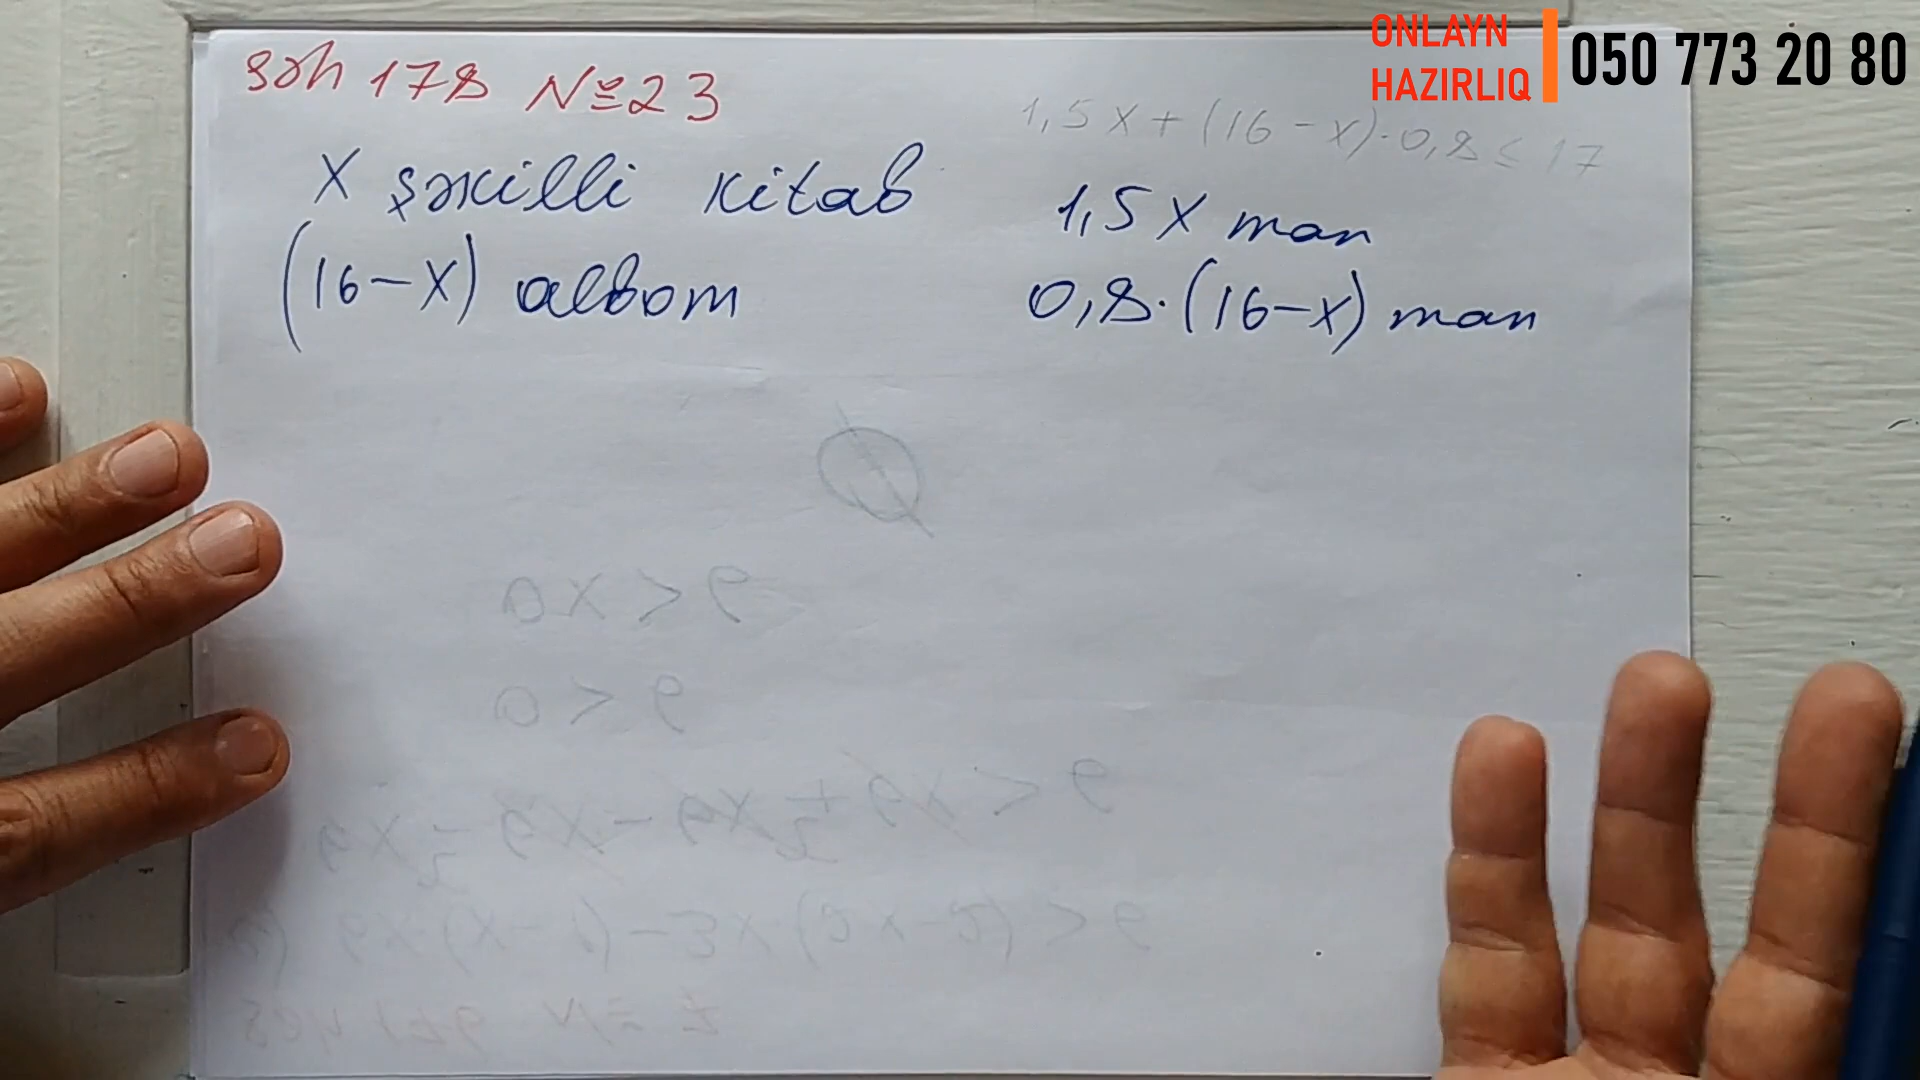 ONLAYN
HAZIRLIQ
050 773 20 80
səh 178 №23
1,5x+(16-x)·0,8≤17
x şəkilli kitab
1,5x man
(16-x) albom
0,8·(16-x) man